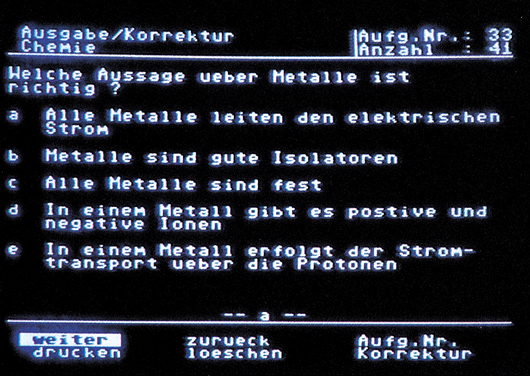 Ausgabe/Korrektur
Chemie
Aufg.Nr.: 33
Anzahl : 41
Welche Aussage ueber Metalle ist
richtig ?
a Alle Metalle leiten den elektrischen
Strom
b Metalle sind gute Isolatoren
c Alle Metalle sind fest
d In einem Metall gibt es postive und
negative Ionen
e In einem Metall erfolgt der Strom-
transport ueber die Protonen
-- a --
weiter zurueck Aufg.Nr.
drucken loeschen Korrektur